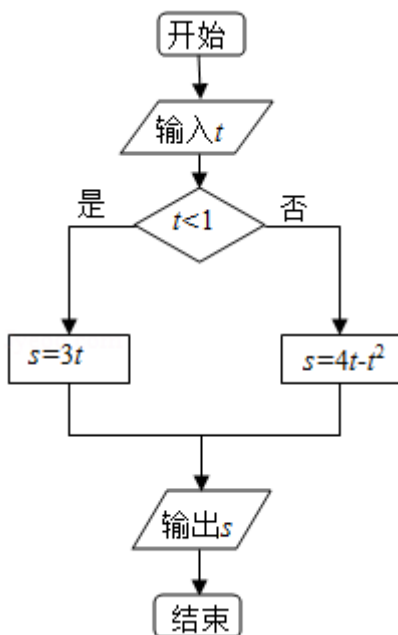 开始
输入t
是
t<1
否
s=3t
s=4t-t²
输出s
结束